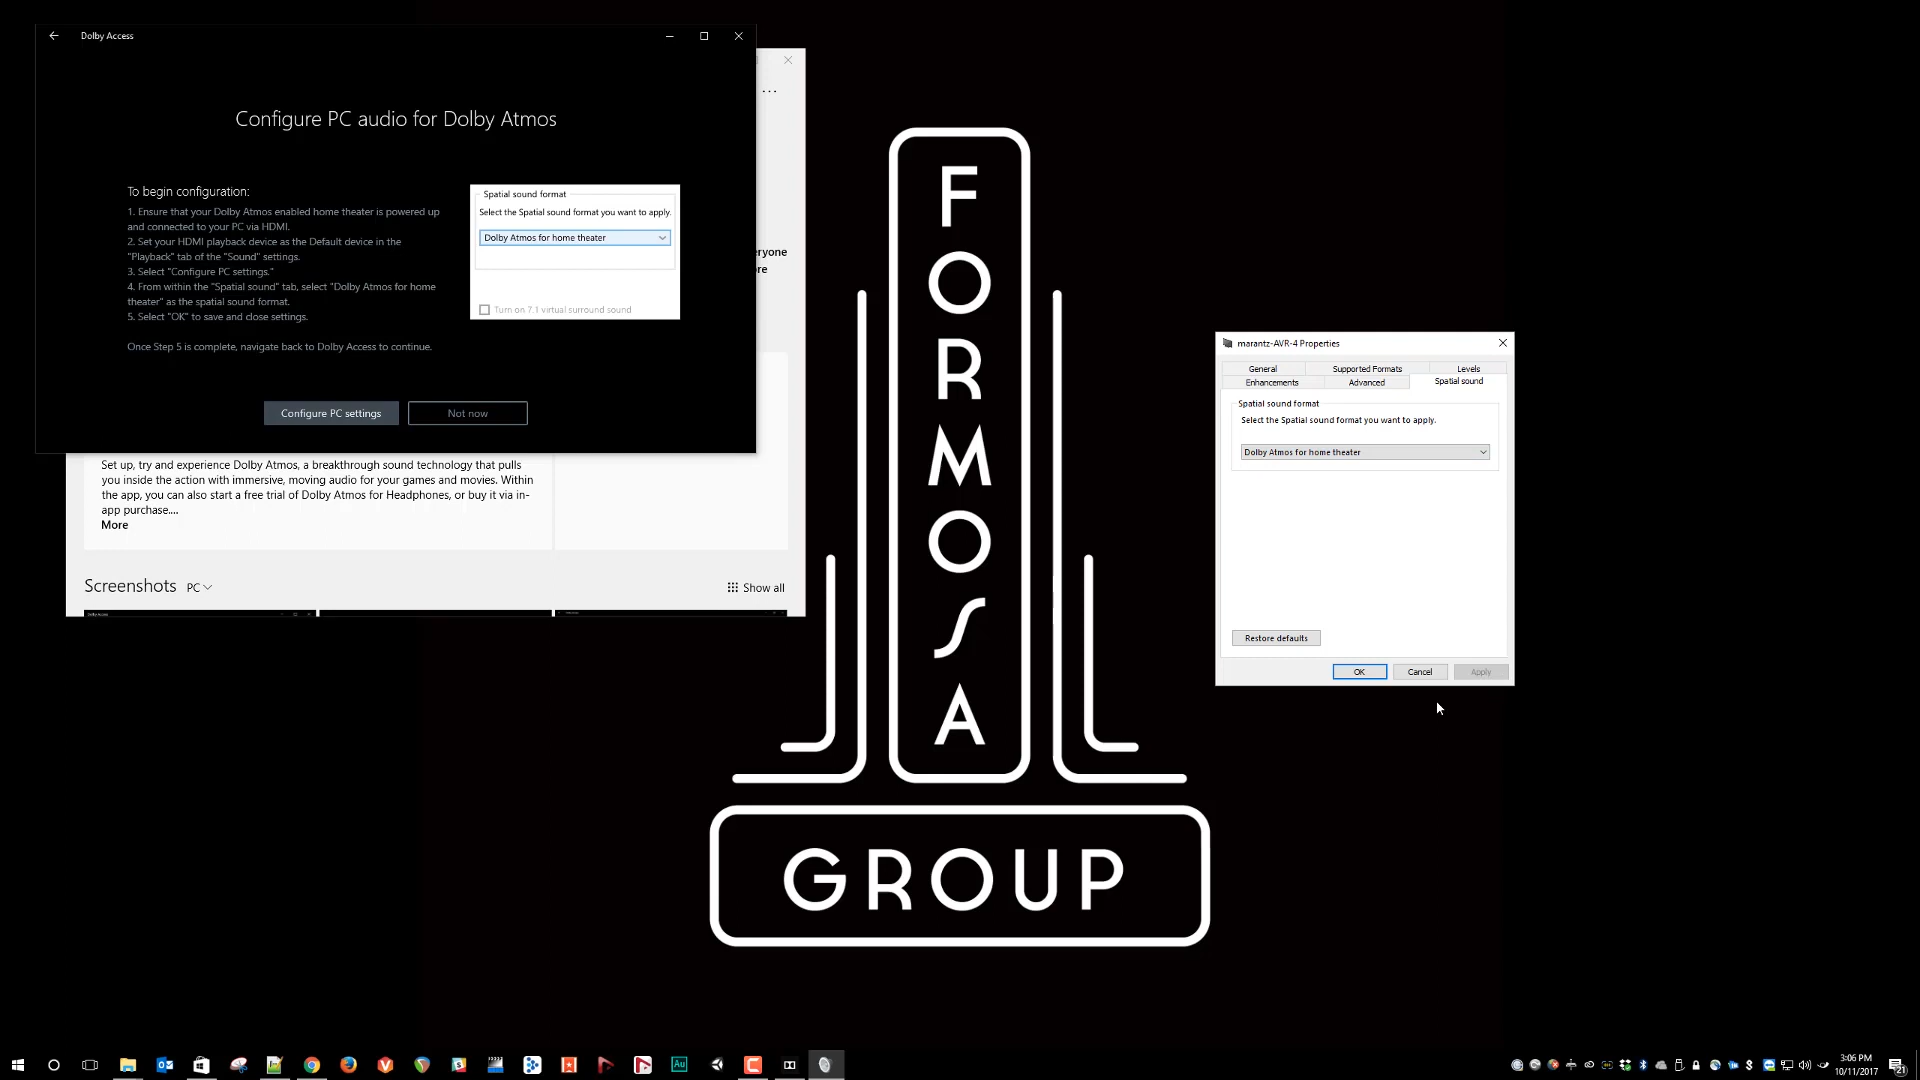 Dolby Access
Configure PC audio for Dolby Atmos
To begin configuration:
1. Ensure that your Dolby Atmos enabled home theater is powered up
and connected to your PC via HDMI.
2. Set your HDMI playback device as the Default device in the
"Playback" tab of the "Sound" settings.
3. Select "Configure PC settings."
4. From within the "Spatial sound" tab, select "Dolby Atmos for home
theater" as the spatial sound format.
5. Select "OK" to save and close settings.
Once Step 5 is complete, navigate back to Dolby Access to continue.
Spatial sound format
Select the Spatial sound format you want to apply.
Dolby Atmos for home theater
Turn on 7.1 virtual surround sound
Configure PC settings
Not now
...
eryone
re
Set up, try and experience Dolby Atmos, a breakthrough sound technology that pulls
you inside the action with immersive, moving audio for your games and movies. Within
the app, you can also start a free trial of Dolby Atmos for Headphones, or buy it via in-
app purchase....
More
Screenshots PC
Show all
FORMOSA
GROUP
marantz-AVR-4 Properties
General Supported Formats Levels
Enhancements Advanced Spatial sound
Spatial sound format
Select the Spatial sound format you want to apply.
Dolby Atmos for home theater
Restore defaults
OK Cancel Apply
Au
3:06 PM
10/11/2017
21